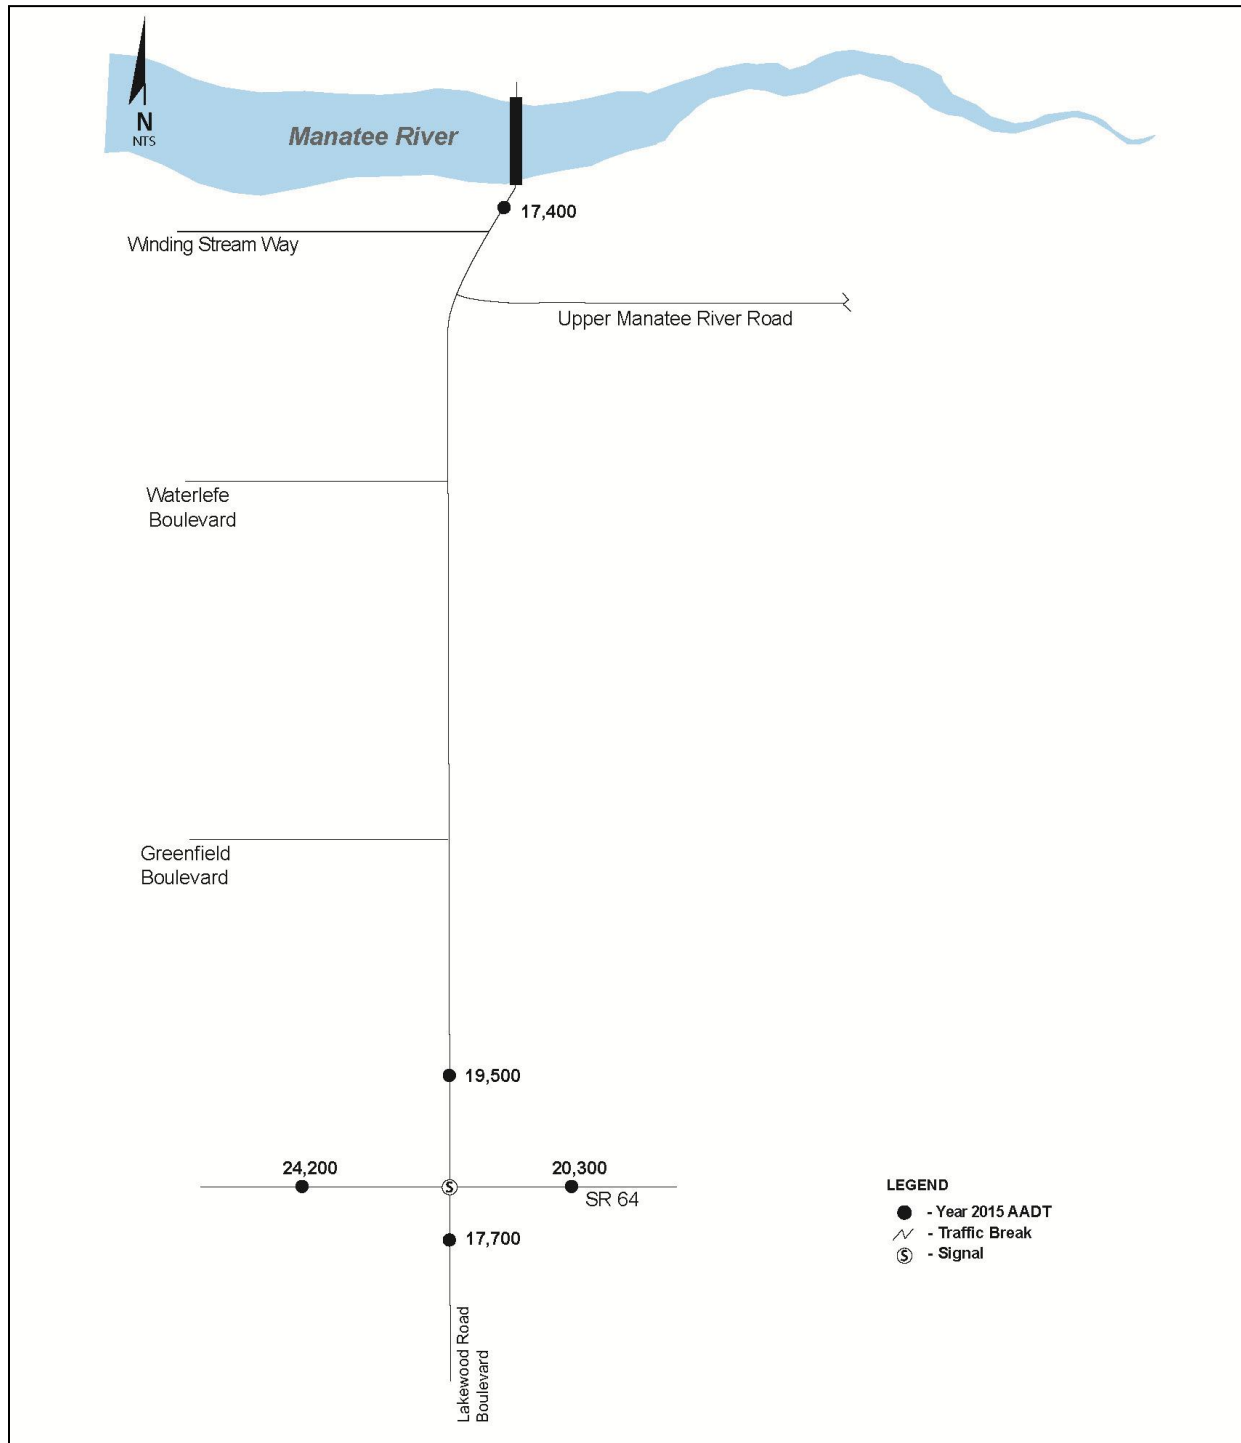 N
NTS
Manatee River
17,400
Winding Stream Way
Upper Manatee River Road
Waterlefe
Boulevard
Greenfield
Boulevard
19,500
24,200
20,300
S
SR 64
17,700
Lakewood Road
Boulevard
LEGEND
- Year 2015 AADT
- Traffic Break
S - Signal